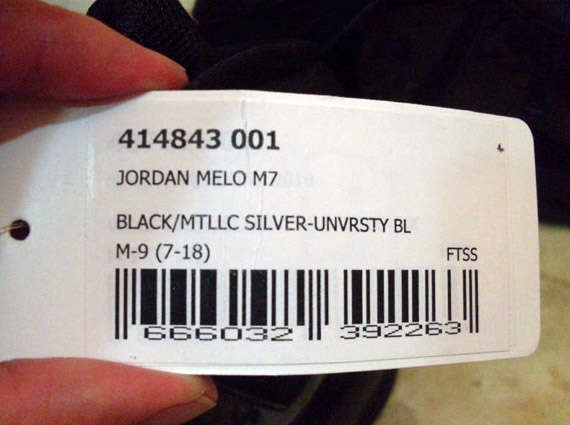 414843 001
JORDAN MELO M7
BLACK/MTLLC SILVER-UNVRSTY BL
M-9 (7-18) FTSS
666032 392263